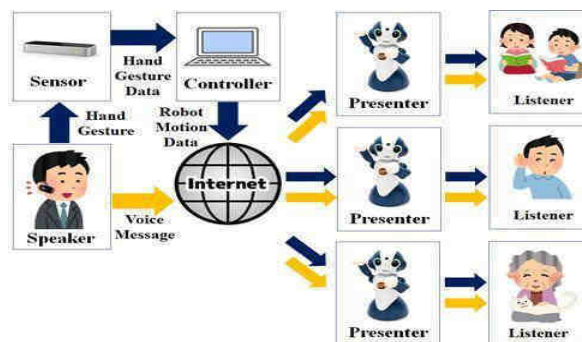 Sensor
Hand
Gesture
Data
Controller
Hand
Gesture
Robot
Motion
Data
Speaker
Voice
Message
Internet
Presenter
Listener
Presenter
Listener
Presenter
Listener